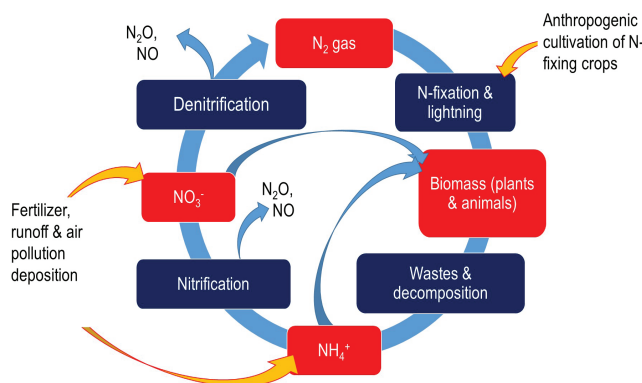 N₂O,
NO
N₂ gas
Anthropogenic
cultivation of N-
fixing crops
Denitrification
N-fixation &
lightning
NO₃⁻
N₂O,
NO
Biomass (plants
& animals)
Fertilizer,
runoff & air
pollution
deposition
Nitrification
Wastes &
decomposition
NH₄⁺